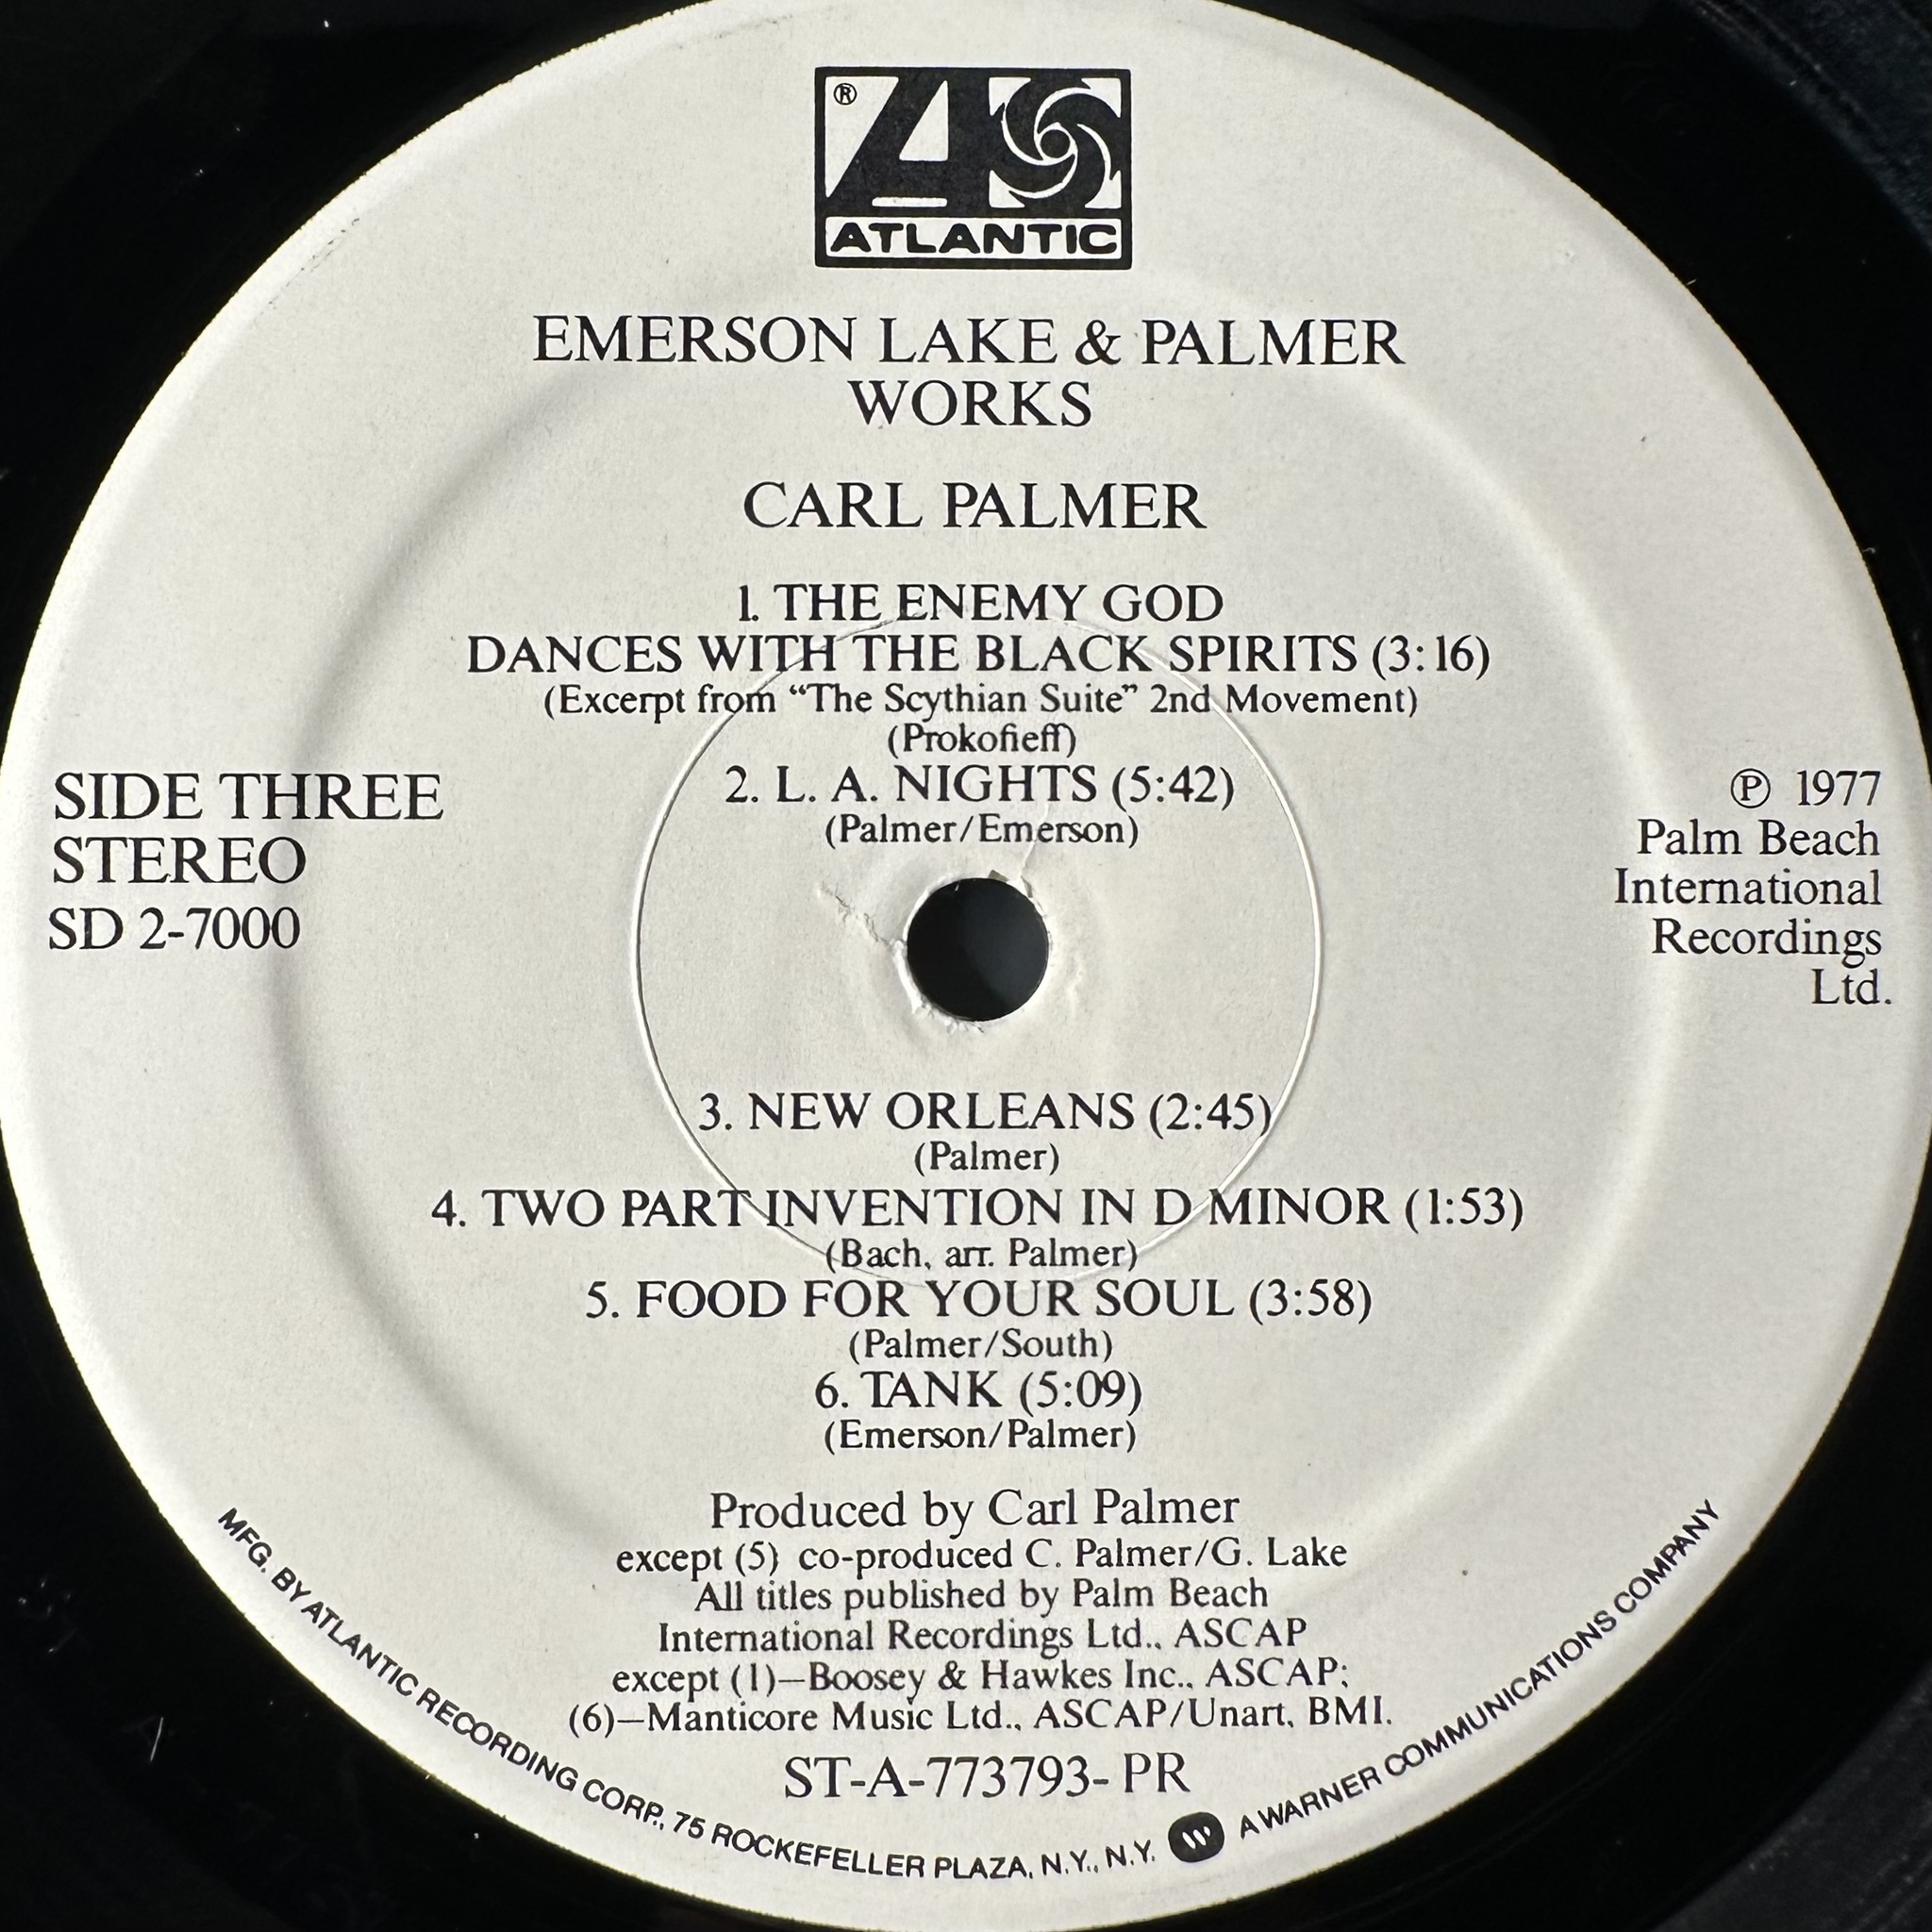 ®
ATLANTIC
EMERSON LAKE & PALMER
WORKS
CARL PALMER
1. THE ENEMY GOD
DANCES WITH THE BLACK SPIRITS (3:16)
(Excerpt from “The Scythian Suite” 2nd Movement)
(Prokofieff)
2. L. A. NIGHTS (5:42)
(Palmer/Emerson)
SIDE THREE
STEREO
SD 2-7000
℗ 1977
Palm Beach
International
Recordings
Ltd.
3. NEW ORLEANS (2:45)
(Palmer)
4. TWO PART INVENTION IN D MINOR (1:53)
(Bach, arr. Palmer)
5. FOOD FOR YOUR SOUL (3:58)
(Palmer/South)
6. TANK (5:09)
(Emerson/Palmer)
Produced by Carl Palmer
except (5) co-produced C. Palmer/G. Lake
All titles published by Palm Beach
International Recordings Ltd., ASCAP
except (1)—Boosey & Hawkes Inc., ASCAP;
(6)—Manticore Music Ltd., ASCAP/Unart, BMI.
ST-A-773793-PR
MFG. BY ATLANTIC RECORDING CORP., 75 ROCKEFELLER PLAZA, N.Y., N.Y. W A WARNER COMMUNICATIONS COMPANY